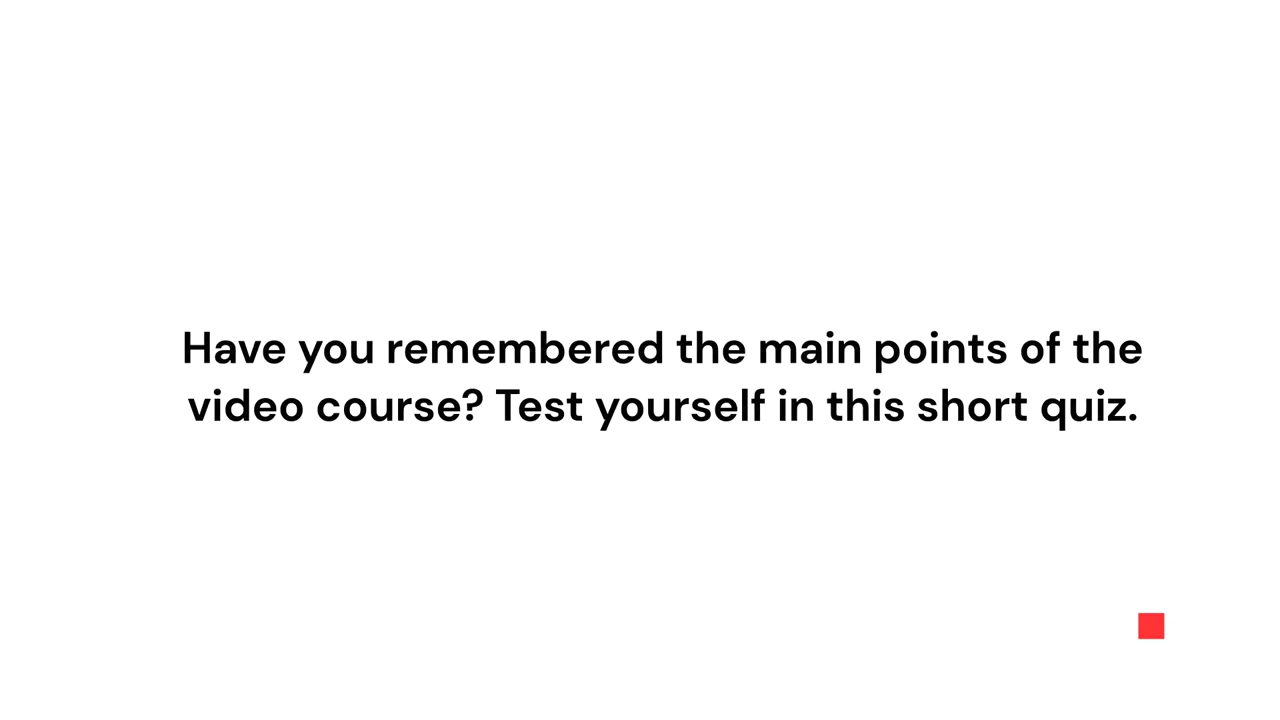 Have you remembered the main points of the
video course? Test yourself in this short quiz.